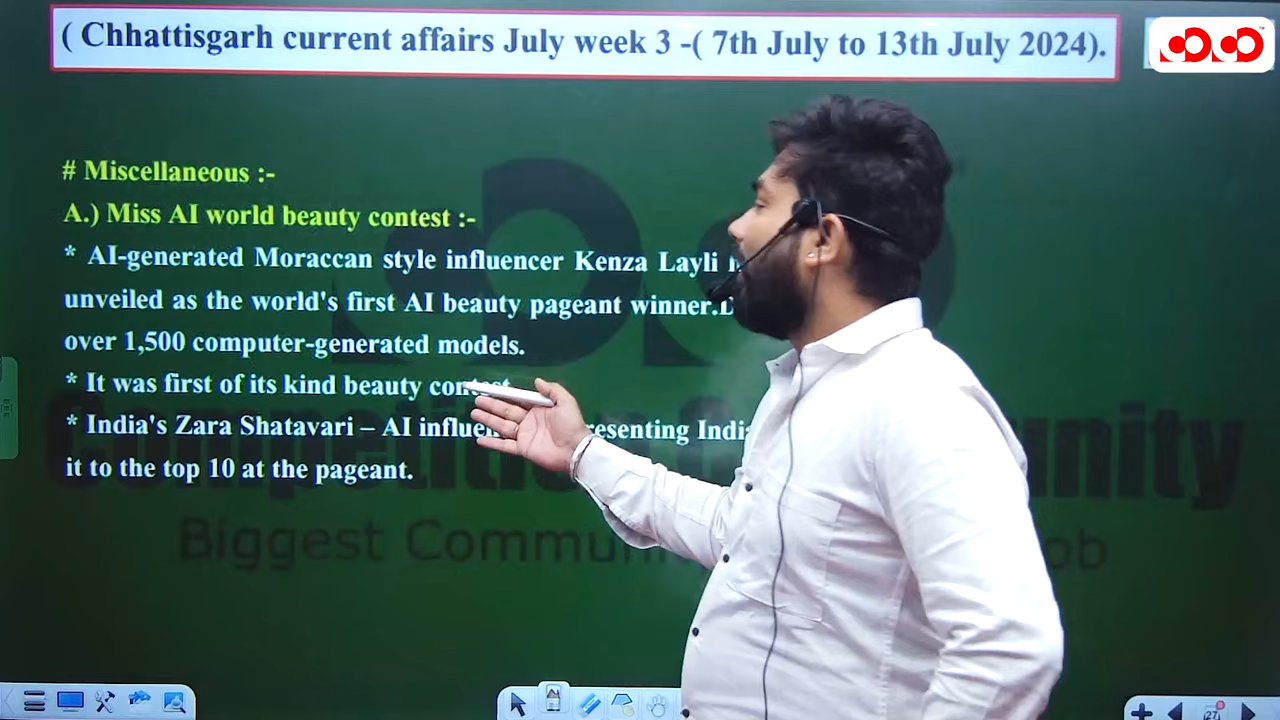 ( Chhattisgarh current affairs July week 3 -( 7th July to 13th July 2024).
# Miscellaneous :-
A.) Miss AI world beauty contest :-
* AI-generated Moraccan style influencer Kenza Layli
unveiled as the world's first AI beauty pageant winner.
over 1,500 computer-generated models.
* It was first of its kind beauty contest.
* India's Zara Shatavari – AI
it to the top 10 at the pageant.
Biggest